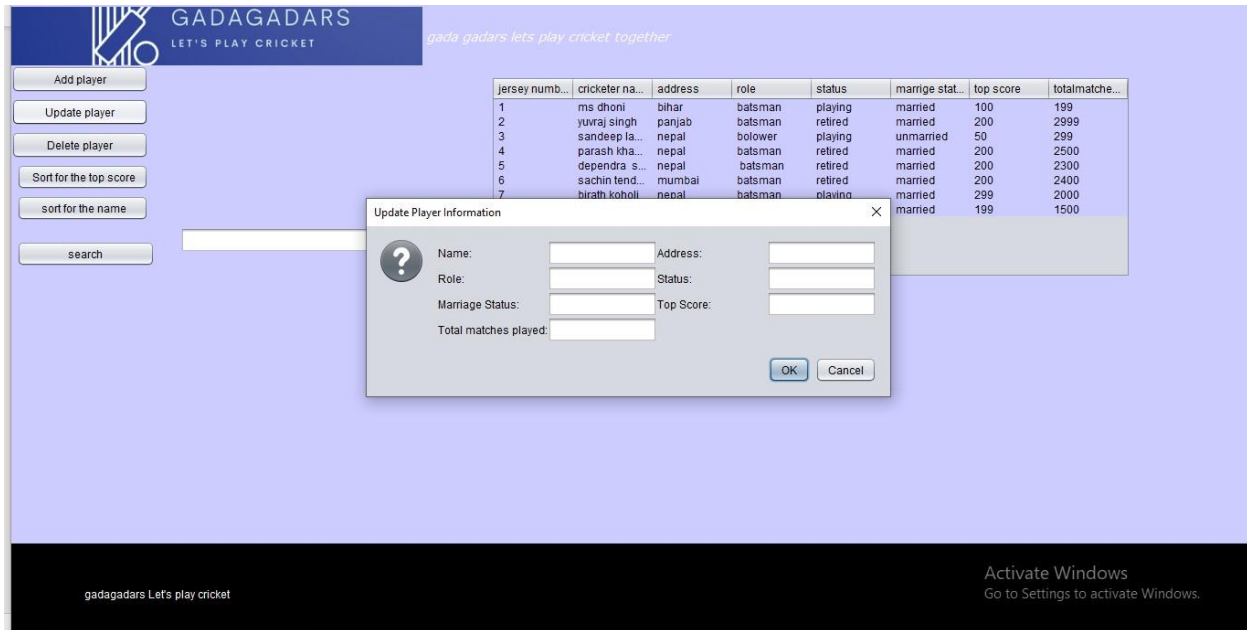 GADAGADARS
LET'S PLAY CRICKET
gada gadars lets play cricket together
Add player
Update player
Delete player
Sort for the top score
sort for the name
search
jersey numb... cricketer na... address role status marrige stat... top score totalmatche...
1 ms dhoni bihar batsman playing married 100 199
2 yuvraj singh panjab batsman retired married 200 2999
3 sandeep la... nepal bolower playing unmarried 50 299
4 parash kha... nepal batsman retired married 200 2500
5 dependra s... nepal batsman retired married 200 2300
6 sachin tend... mumbai batsman retired married 200 2400
7 birath koholi nepal batsman playing married 299 2000
married 199 1500
Update Player Information
Name: Address:
Role: Status:
Marriage Status: Top Score:
Total matches played:
OK Cancel
Activate Windows
Go to Settings to activate Windows.
gadagadars Let's play cricket